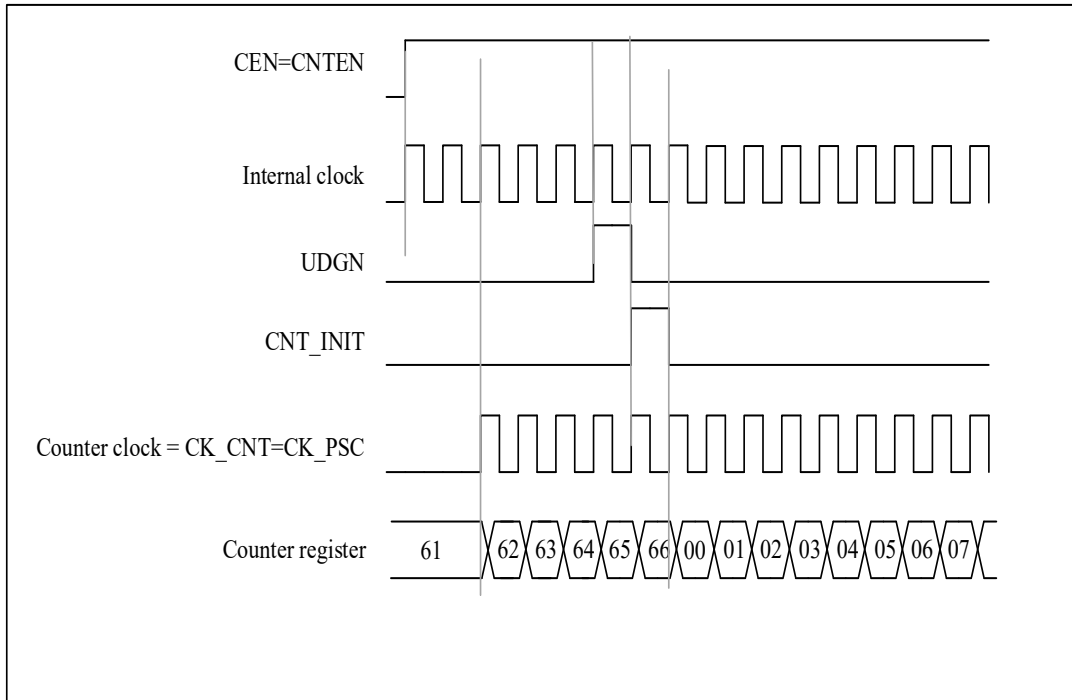 CEN=CNTEN
Internal clock
UDGN
CNT_INIT
Counter clock = CK_CNT=CK_PSC
Counter register 61 62 63 64 65 66 00 01 02 03 04 05 06 07